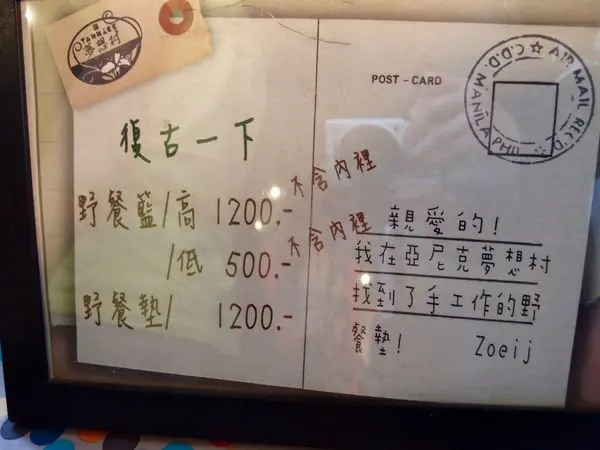 夢想村
復古一下
野餐籃/高 1200.- 不含內裡
/低 500.- 不含內裡
野餐墊/ 1200.-
POST-CARD
C.D.D. ☆ AIR MAIL REC'D
MANILA PHIL
親愛的!
我在亞尼克夢想村
找到了手工作的野
餐墊! Zoeij